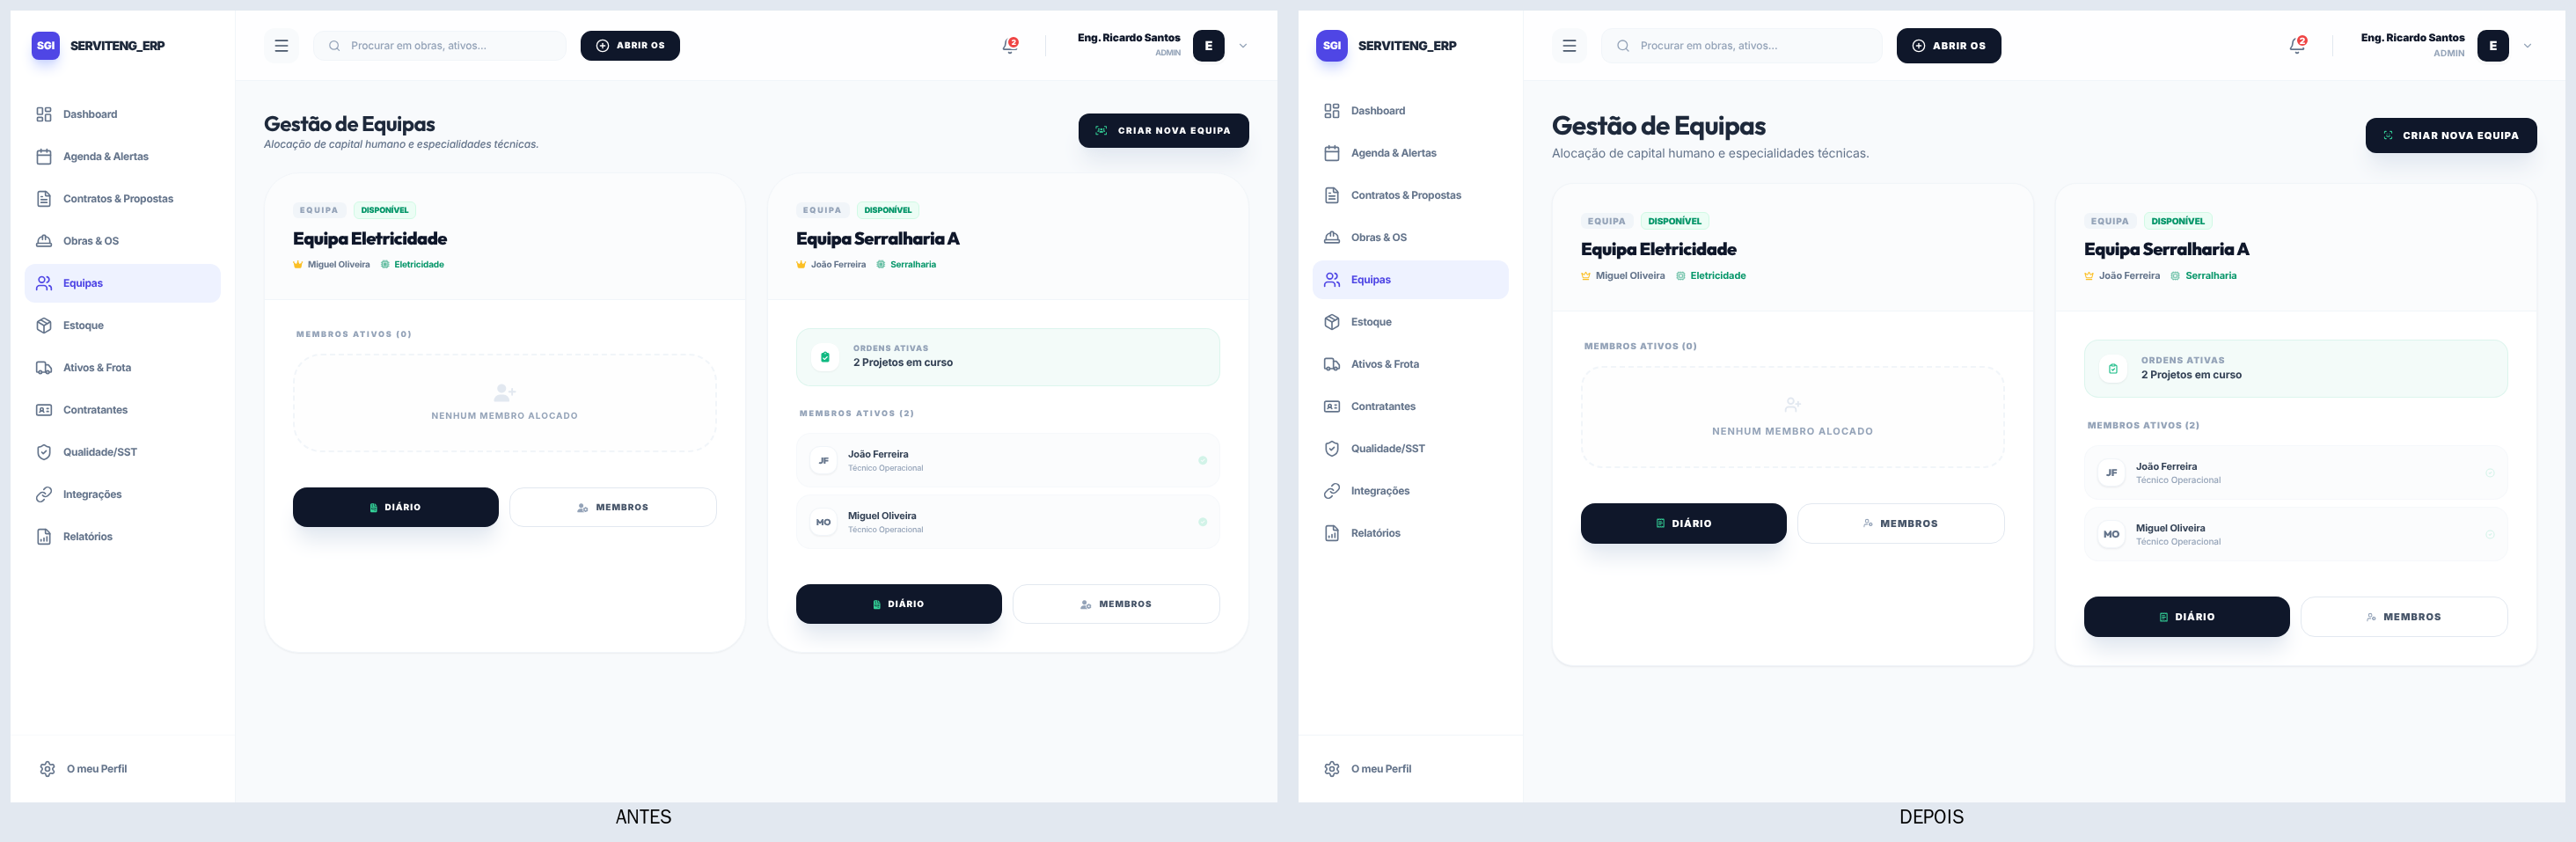 SGI SERVITENG_ERP
Procurar em obras, ativos...
ABRIR OS
2
Eng. Ricardo Santos
ADMIN
E
Dashboard
Agenda & Alertas
Contratos & Propostas
Obras & OS
Equipas
Estoque
Ativos & Frota
Contratantes
Qualidade/SST
Integrações
Relatórios
O meu Perfil
Gestão de Equipas
Alocação de capital humano e especialidades técnicas.
CRIAR NOVA EQUIPA
EQUIPA DISPONÍVEL
Equipa Eletricidade
Miguel Oliveira Eletricidade
MEMBROS ATIVOS (0)
NENHUM MEMBRO ALOCADO
DIÁRIO MEMBROS
EQUIPA DISPONÍVEL
Equipa Serralharia A
João Ferreira Serralharia
ORDENS ATIVAS
2 Projetos em curso
MEMBROS ATIVOS (2)
JF João Ferreira
Técnico Operacional
MO Miguel Oliveira
Técnico Operacional
DIÁRIO MEMBROS
ANTES
SGI SERVITENG_ERP
Procurar em obras, ativos...
ABRIR OS
2
Eng. Ricardo Santos
ADMIN
E
Dashboard
Agenda & Alertas
Contratos & Propostas
Obras & OS
Equipas
Estoque
Ativos & Frota
Contratantes
Qualidade/SST
Integrações
Relatórios
O meu Perfil
Gestão de Equipas
Alocação de capital humano e especialidades técnicas.
CRIAR NOVA EQUIPA
EQUIPA DISPONÍVEL
Equipa Eletricidade
Miguel Oliveira Eletricidade
MEMBROS ATIVOS (0)
NENHUM MEMBRO ALOCADO
DIÁRIO MEMBROS
EQUIPA DISPONÍVEL
Equipa Serralharia A
João Ferreira Serralharia
ORDENS ATIVAS
2 Projetos em curso
MEMBROS ATIVOS (2)
JF João Ferreira
Técnico Operacional
MO Miguel Oliveira
Técnico Operacional
DIÁRIO MEMBROS
DEPOIS